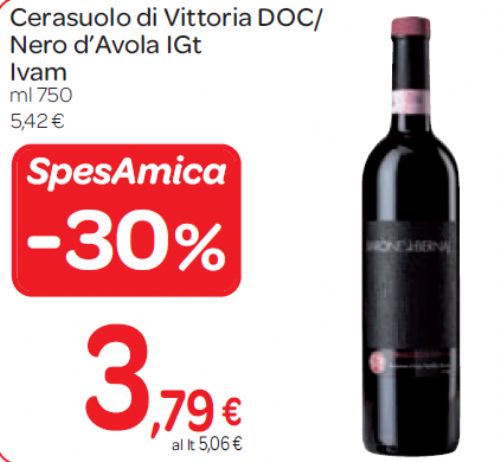 Cerasuolo di Vittoria DOC/
Nero d'Avola IGt
Ivam
ml 750
5,42 €
SpesAmica
-30%
3,79 €
al lt 5,06 €